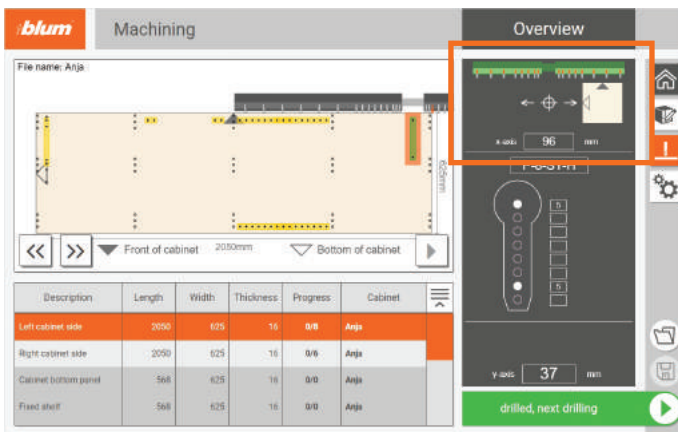 blum
Machining
Overview
File name: Anja
625mm
Front of cabinet
2050mm
Bottom of cabinet
x-axis 96 mm
5
5
y-axis 37 mm
drilled, next drilling
Description Length Width Thickness Progress Cabinet
Left cabinet side 2050 625 16 0/8 Anja
Right cabinet side 2050 625 16 0/6 Anja
Cabinet bottom panel 568 625 16 0/0 Anja
Fixed shelf 568 625 16 0/0 Anja